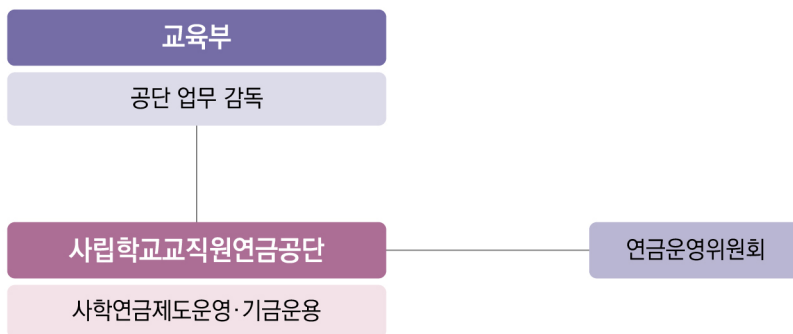 교육부
공단 업무 감독
사립학교교직원연금공단
연금운영위원회
사학연금제도운영·기금운용